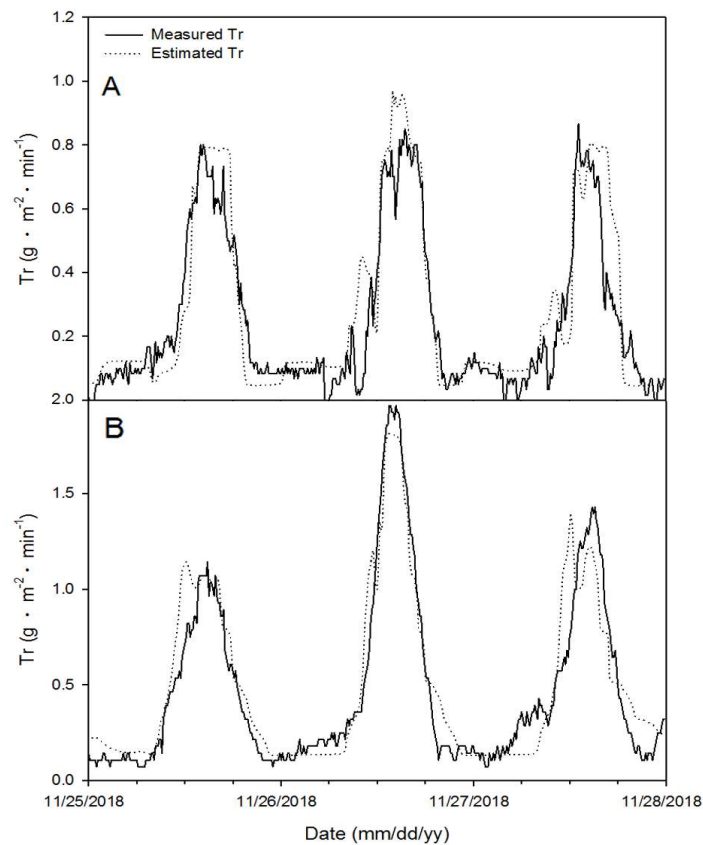 1.2
Measured Tr
Estimated Tr
1.0
A
0.8
0.6
0.4
0.2
Tr (g · m-2 · min-1)
2.0
B
1.5
1.0
0.5
0.0
Tr (g · m-2 · min-1)
11/25/2018 11/26/2018 11/27/2018 11/28/2018
Date (mm/dd/yy)